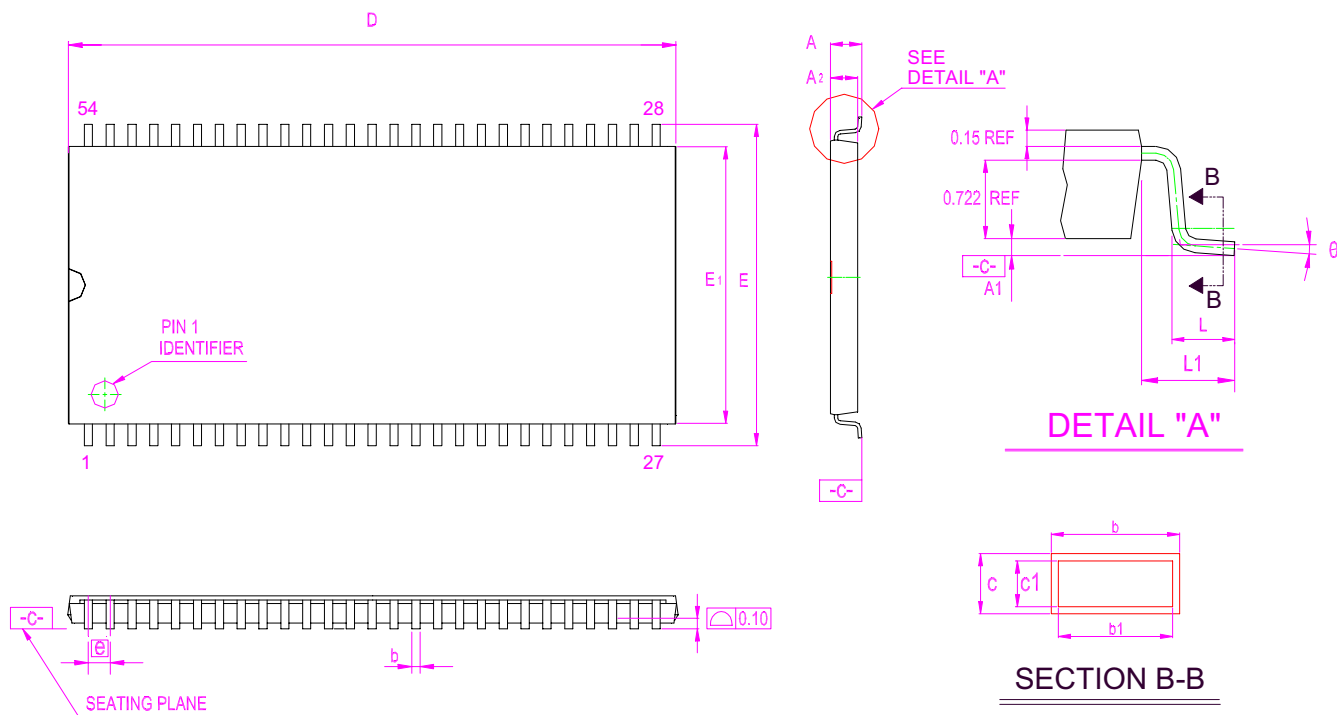 D
54
28
E1
E
PIN 1
IDENTIFIER
1
27
A
A2
SEE
DETAIL "A"
-C-
0.15 REF
0.722 REF
-C-
A1
B
B
θ
L
L1
DETAIL "A"
-C-
e
b
0.10
SEATING PLANE
b
C
C1
b1
SECTION B-B